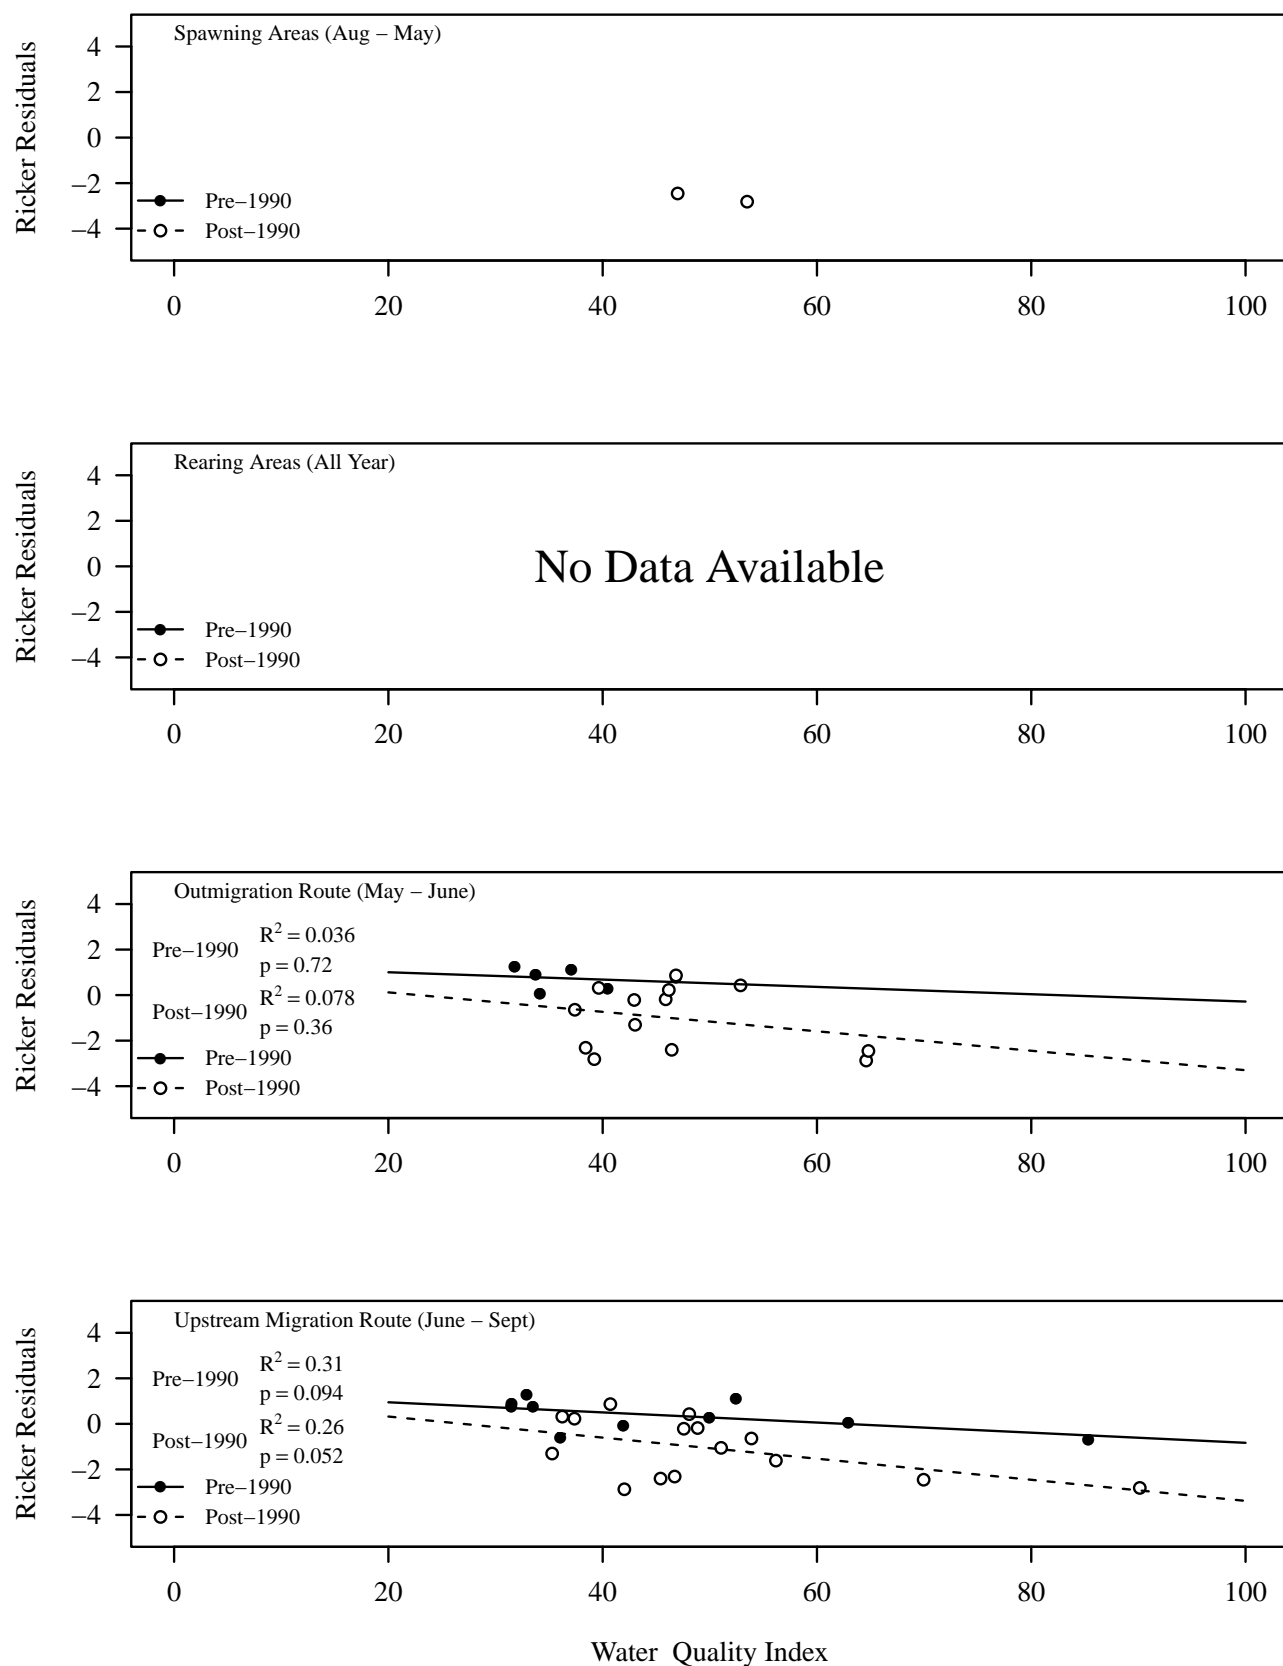 Spawning Areas (Aug – May)
Ricker Residuals
4
2
0
−2
−4
Pre−1990
Post−1990
0 20 40 60 80 100
Rearing Areas (All Year)
Ricker Residuals
4
2
0
−2
−4
No Data Available
Pre−1990
Post−1990
0 20 40 60 80 100
Outmigration Route (May – June)
Ricker Residuals
4
2
0
−2
−4
Pre−1990
R² = 0.036
p = 0.72
Post−1990
R² = 0.078
p = 0.36
Pre−1990
Post−1990
0 20 40 60 80 100
Upstream Migration Route (June – Sept)
Ricker Residuals
4
2
0
−2
−4
Pre−1990
R² = 0.31
p = 0.094
Post−1990
R² = 0.26
p = 0.052
Pre−1990
Post−1990
0 20 40 60 80 100
Water Quality Index